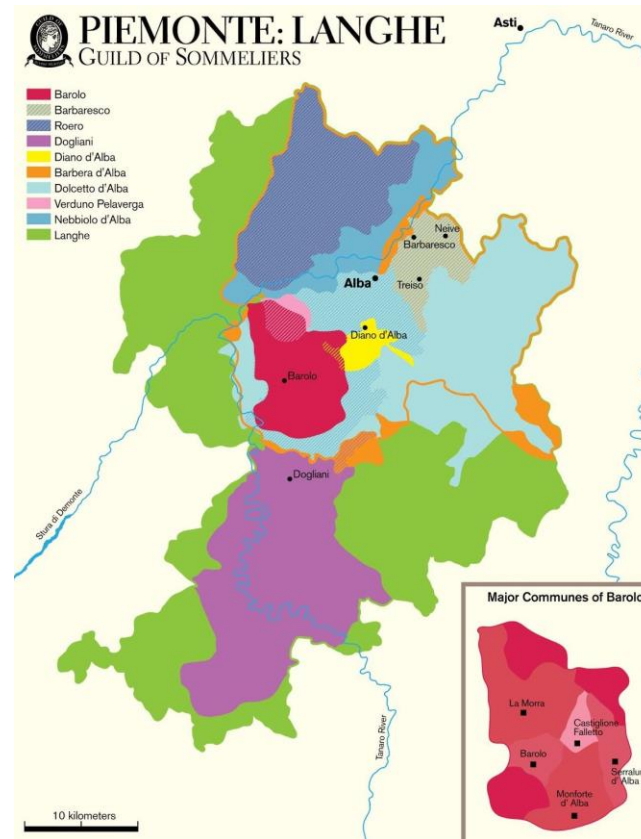 PIEMONTE: LANGHE
GUILD OF SOMMELIERS
Barolo
Barbaresco
Roero
Dogliani
Diano d'Alba
Barbera d'Alba
Dolcetto d'Alba
Verduno Pelaverga
Nebbiolo d'Alba
Langhe
Asti
Tanaro River
Neive
Barbaresco
Alba
Treiso
Diano d'Alba
Barolo
Dogliani
Stura di Demonte
Tanaro River
10 kilometers
Major Communes of Barolo
La Morra
Castiglione
Falletto
Barolo
Serralun
d' Alba
Monforte
d' Alba